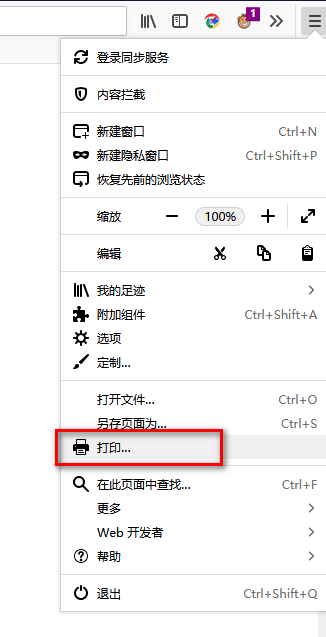 1
登录同步服务
内容拦截
新建窗口 Ctrl+N
新建隐私窗口 Ctrl+Shift+P
恢复先前的浏览状态
缩放 100%
编辑
我的足迹
附加组件 Ctrl+Shift+A
选项
定制...
打开文件... Ctrl+O
另存页面为... Ctrl+S
打印...
在此页面中查找... Ctrl+F
更多
Web 开发者
帮助
退出 Ctrl+Shift+Q